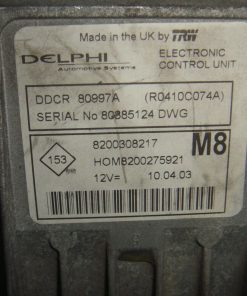 Made in the UK by TRW
DELPHI
Automotive Systems
ELECTRONIC
CONTROL UNIT
DDCR 80997A (R0410C074A)
SERIAL No 80885124 DWG
8200308217 M8
153
HOM8200275921
12V= 10.04.03